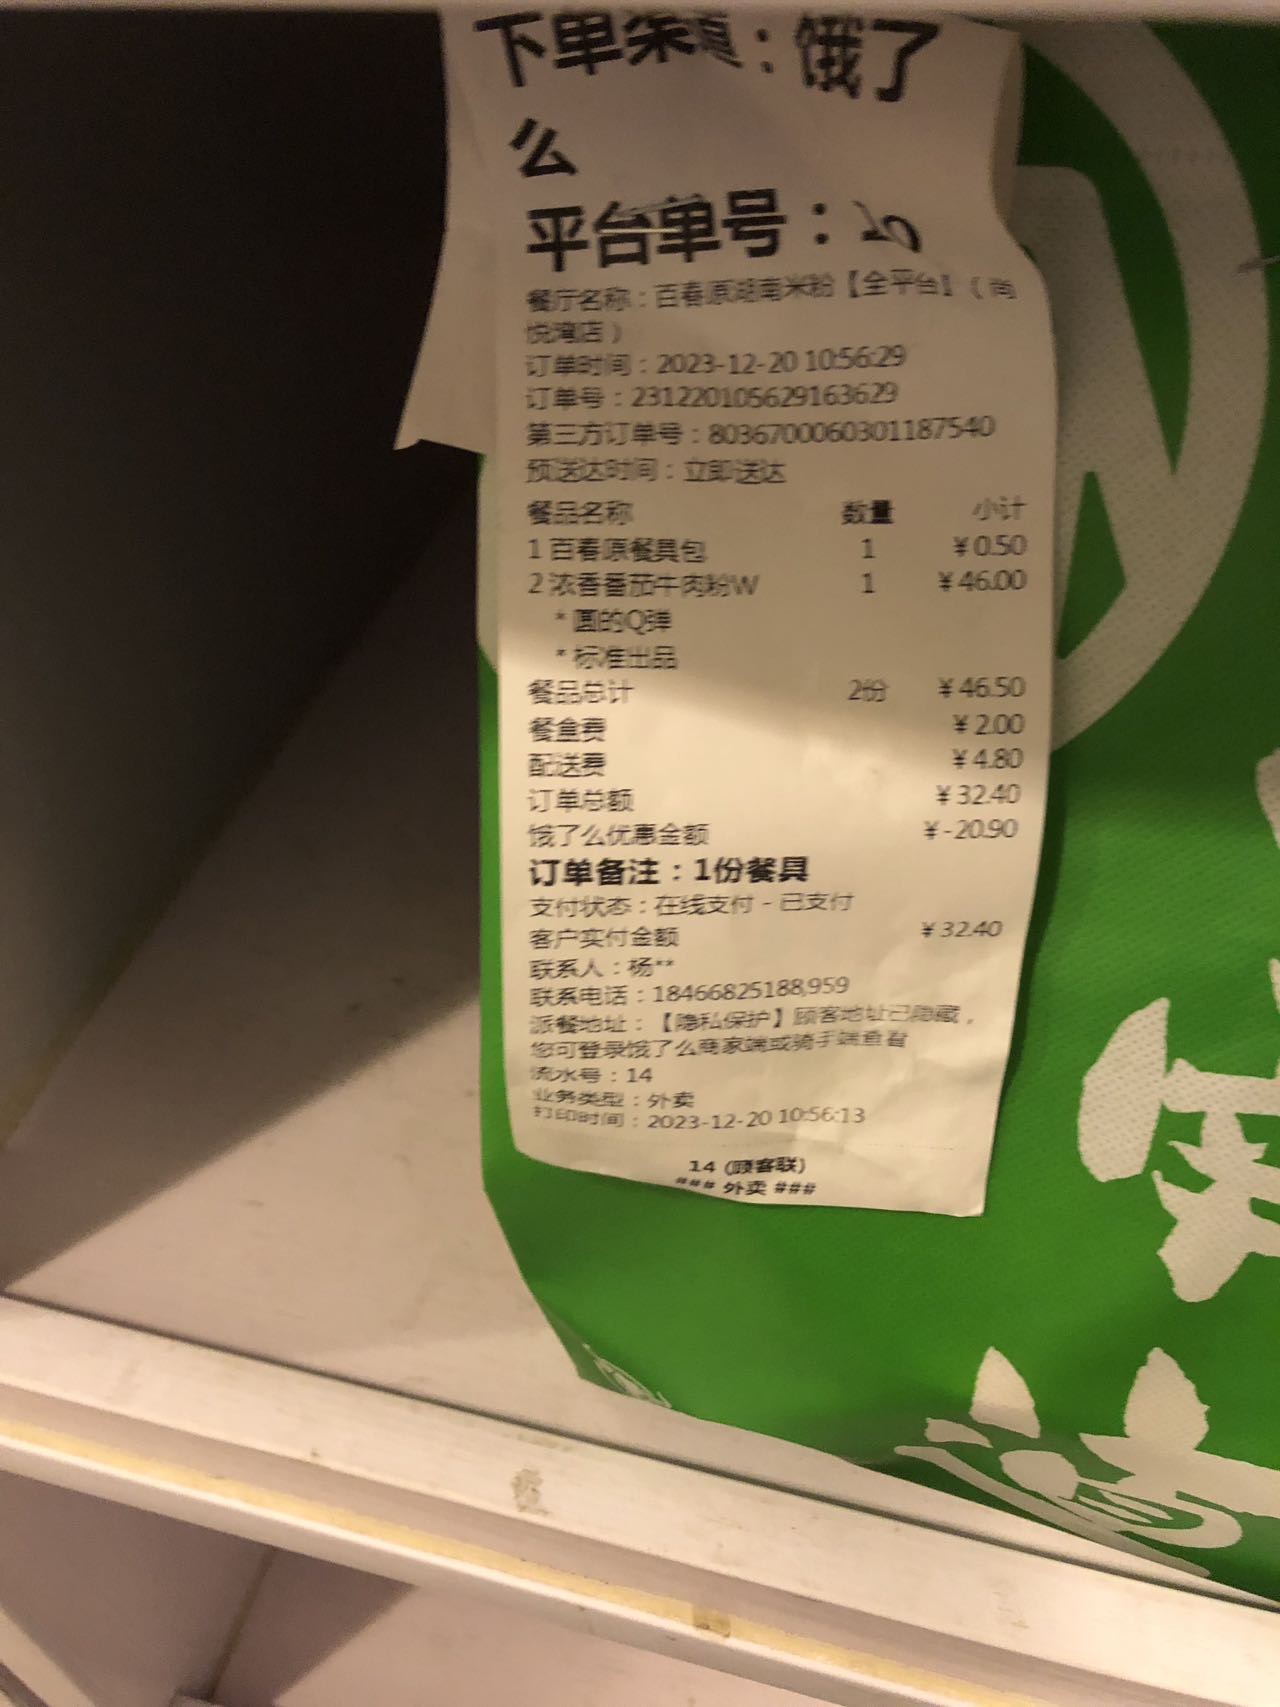 下单渠道：饿了
么
平台单号：20
餐厅名称：百春原湖南米粉【全平台】（尚
悦湾店）
订单时间：2023-12-20 10:56:29
订单号：231220105629163629
第三方订单号：8036700060301187540
预送达时间：立即送达
餐品名称 数量 小计
1 百春原餐具包 1 ￥0.50
2 浓香番茄牛肉粉W 1 ￥46.00
* 圆的Q弹
* 标准出品
餐品总计 2份 ￥46.50
餐盒费 ￥2.00
配送费 ￥4.80
订单总额 ￥32.40
饿了么优惠金额 ￥-20.90
订单备注：1份餐具
支付状态：在线支付 - 已支付
客户实付金额 ￥32.40
联系人：杨**
联系电话：18466825188,959
派餐地址：【隐私保护】顾客地址已隐藏，
您可登录饿了么商家端或骑手端查看
流水号：14
业务类型：外卖
打印时间：2023-12-20 10:56:13
14 (顾客联)
### 外卖 ###